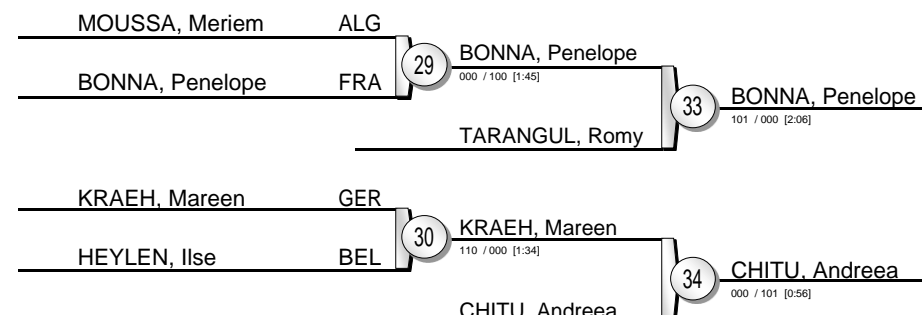 MOUSSA, Meriem ALG
BONNA, Penelope FRA
29
BONNA, Penelope
000 / 100 [1:45]
TARANGUL, Romy
33
BONNA, Penelope
101 / 000 [2:06]
KRAEH, Mareen GER
HEYLEN, Ilse BEL
30
KRAEH, Mareen
110 / 000 [1:34]
CHITU, Andreea
34
CHITU, Andreea
000 / 101 [0:56]